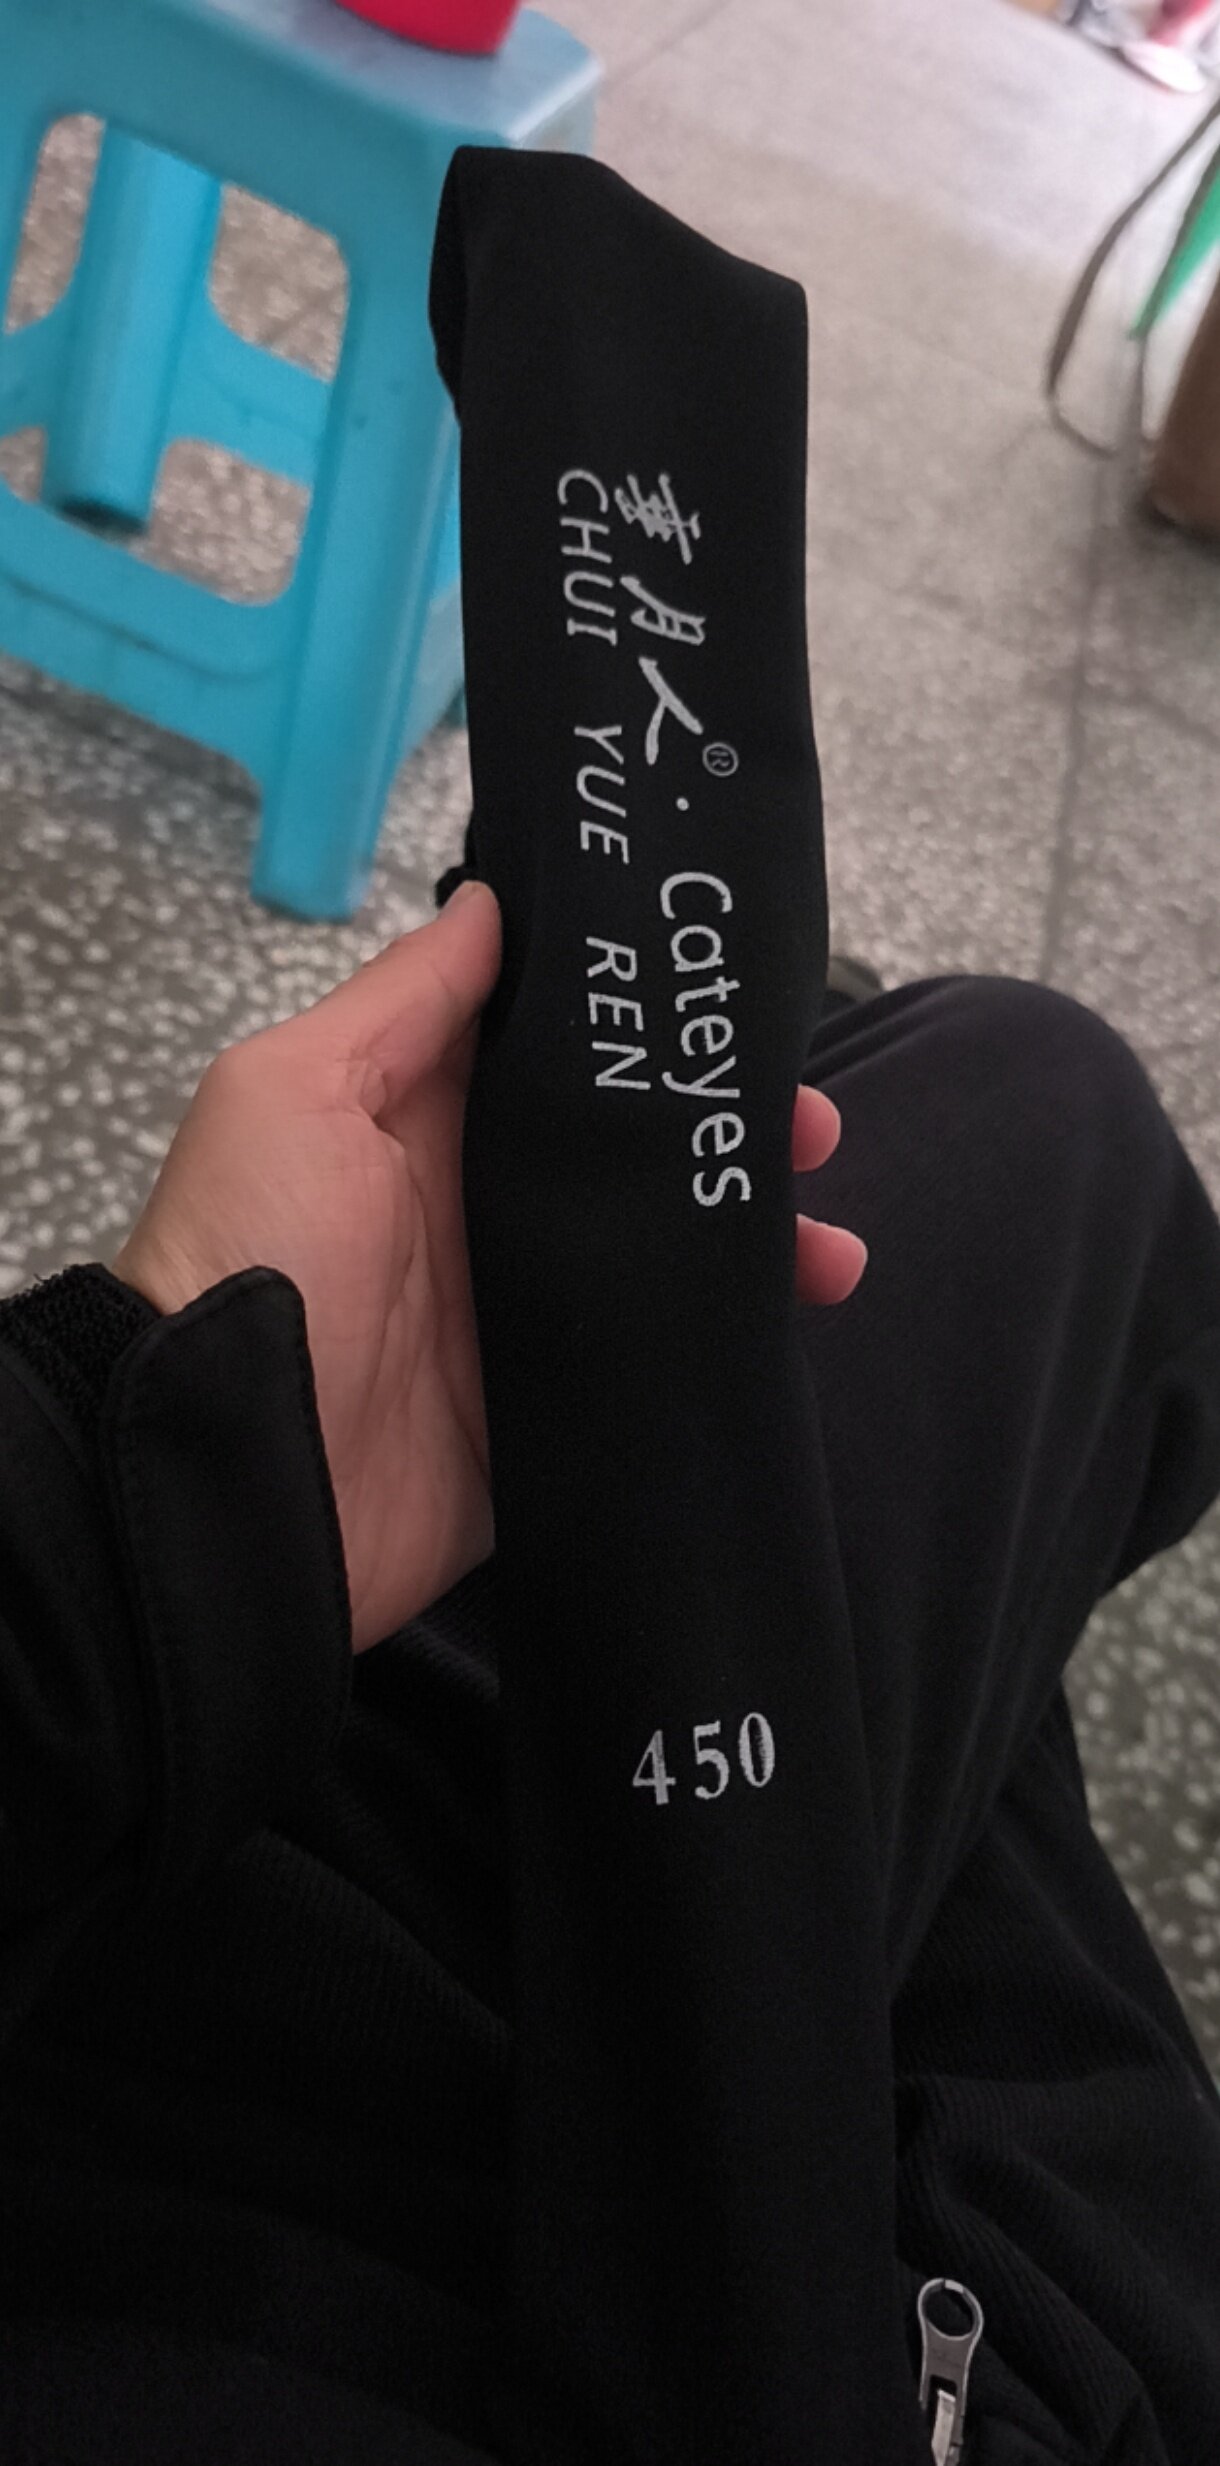 垂月人® · Cateyes
CHUI YUE REN
450